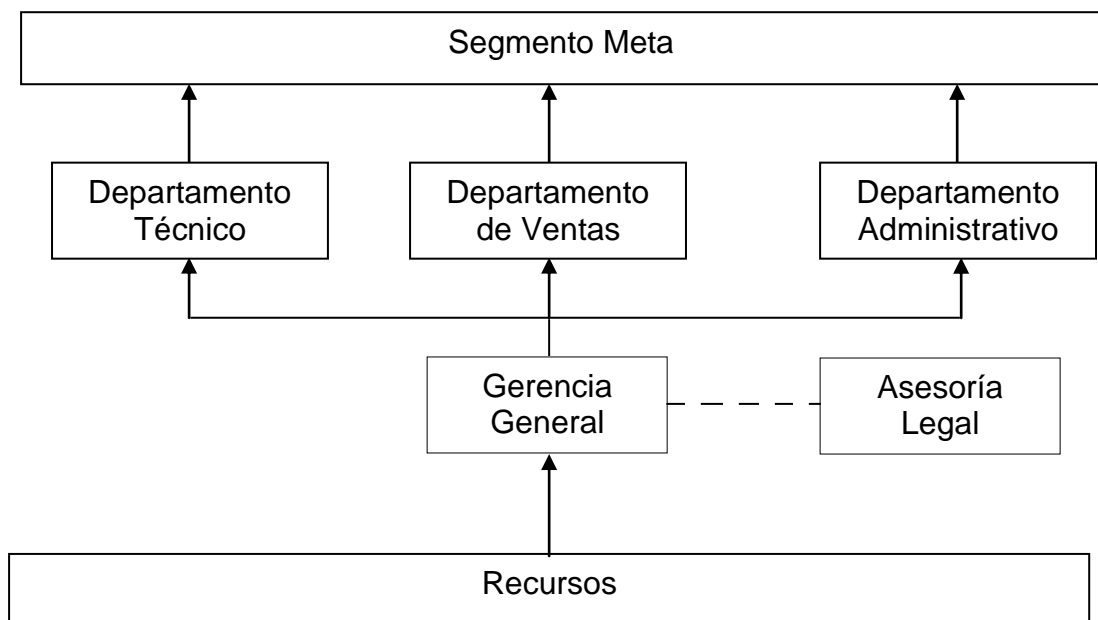 Segmento Meta
Departamento
Técnico
Departamento
de Ventas
Departamento
Administrativo
Gerencia
General
Asesoría
Legal
Recursos